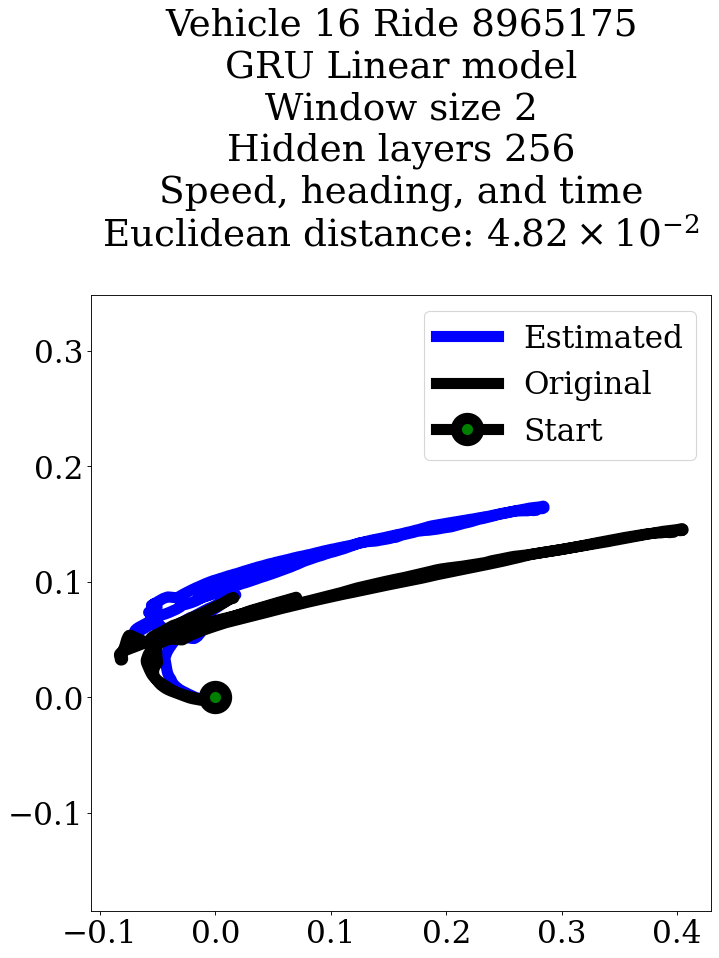 Vehicle 16 Ride 8965175
GRU Linear model
Window size 2
Hidden layers 256
Speed, heading, and time
Euclidean distance: 4.82 × 10⁻²
Estimated
Original
Start
0.3
0.2
0.1
0.0
−0.1
−0.1 0.0 0.1 0.2 0.3 0.4